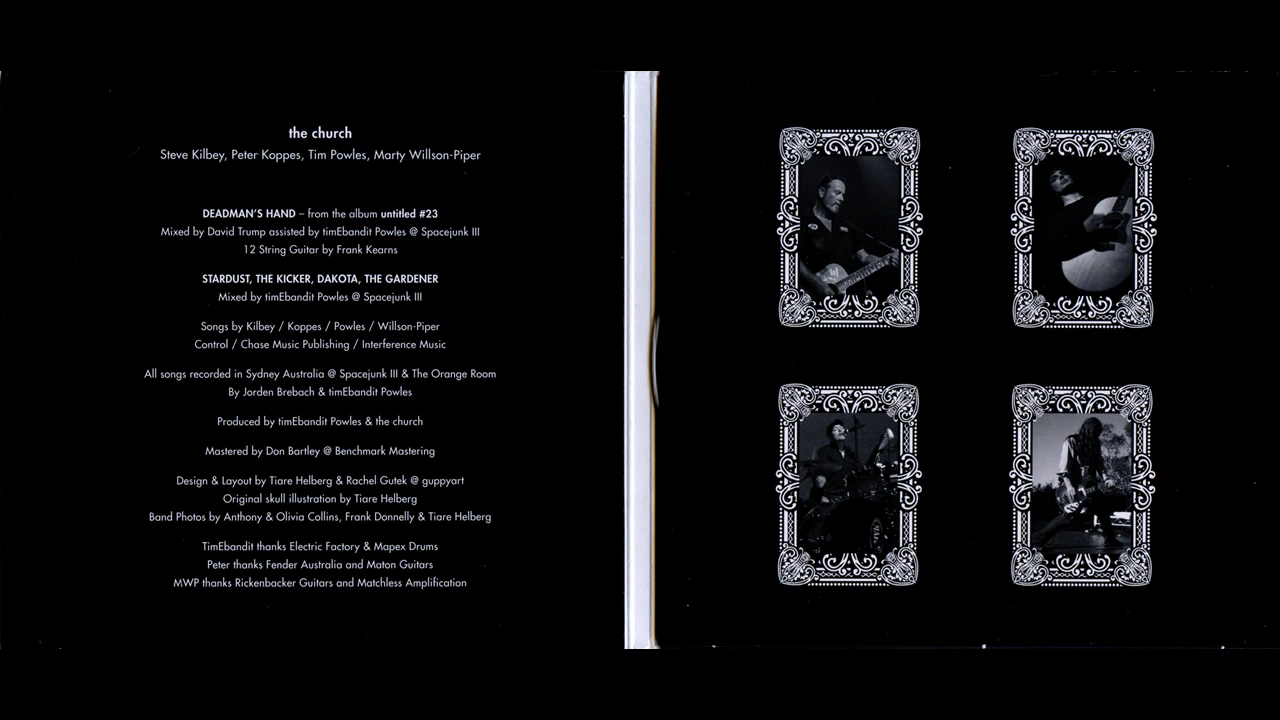 the church
Steve Kilbey, Peter Koppes, Tim Powles, Marty Willson-Piper
DEADMAN'S HAND – from the album untitled #23
Mixed by David Trump assisted by timEbandit Powles @ Spacejunk III
12 String Guitar by Frank Kearns
STARDUST, THE KICKER, DAKOTA, THE GARDENER
Mixed by timEbandit Powles @ Spacejunk III
Songs by Kilbey / Koppes / Powles / Willson-Piper
Control / Chase Music Publishing / Interference Music
All songs recorded in Sydney Australia @ Spacejunk III & The Orange Room
By Jorden Brebach & timEbandit Powles
Produced by timEbandit Powles & the church
Mastered by Don Bartley @ Benchmark Mastering
Design & Layout by Tiare Helberg & Rachel Gutek @ guppyart
Original skull illustration by Tiare Helberg
Band Photos by Anthony & Olivia Collins, Frank Donnelly & Tiare Helberg
TimEbandit thanks Electric Factory & Mapex Drums
Peter thanks Fender Australia and Maton Guitars
MWP thanks Rickenbacker Guitars and Matchless Amplification